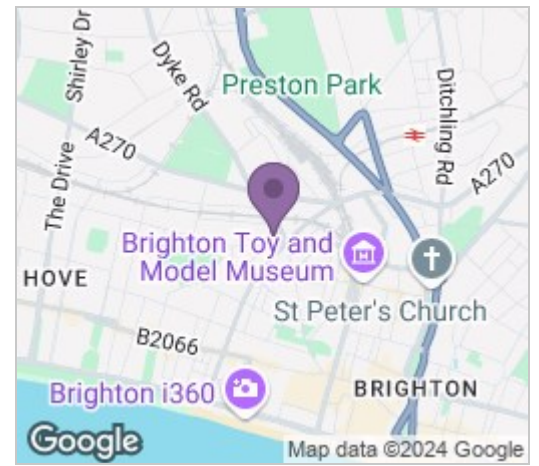 Shirley Dr
Dyke Rd
Preston Park
Ditchling Rd
A270
A270
The Drive
Brighton Toy and
Model Museum
HOVE
St Peter's Church
B2066
Brighton i360
BRIGHTON
Google
Map data ©2024 Google